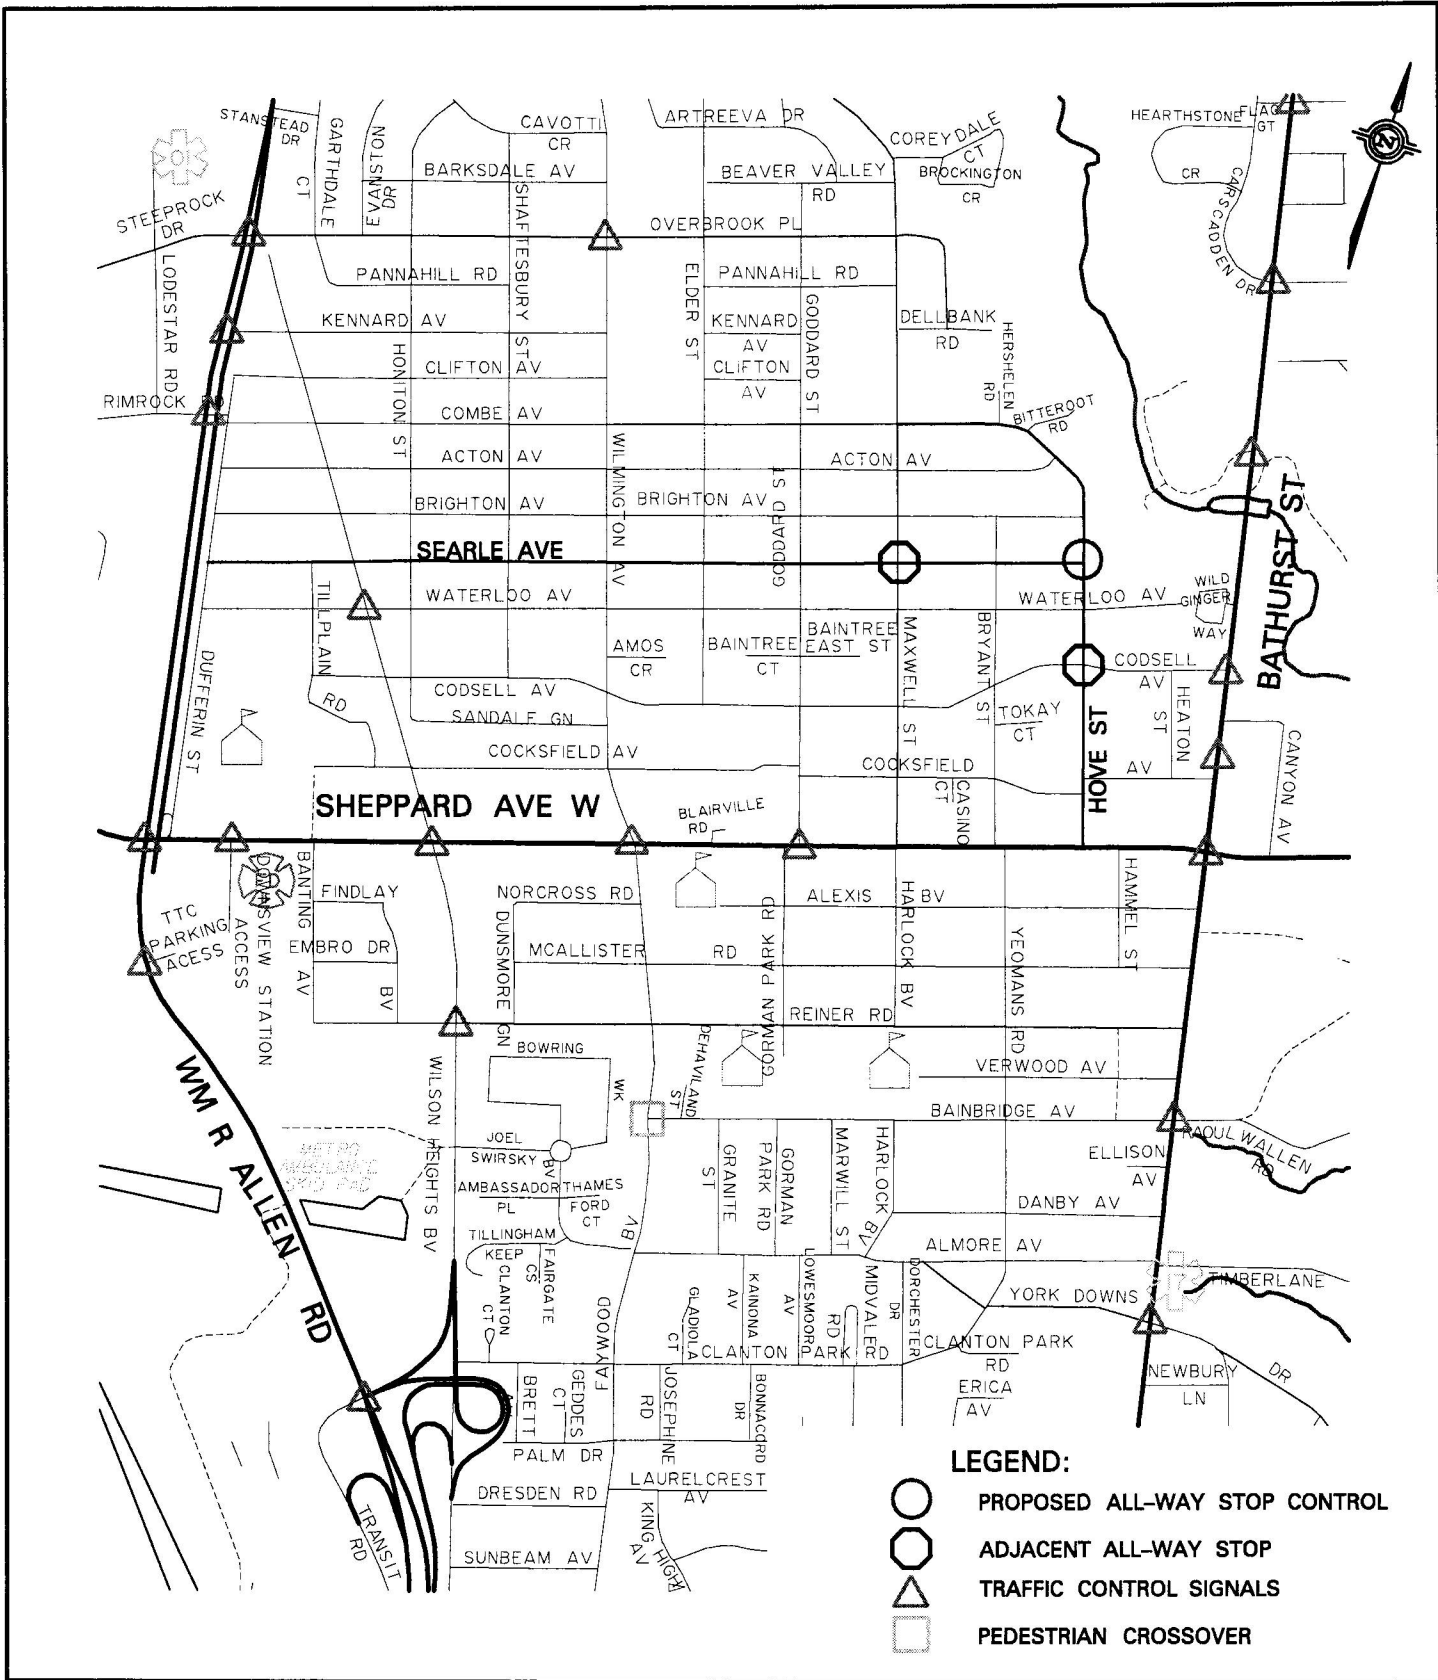 STANSTEAD
DR
GARTHDALE
CT
EVANSTON
DR
CAVOTTI
CR
ARTREEVA DR
COREYDALE
CT
BROCKINGTON
CR
HEARTHSTONE
CR
FLAG
GT
CARSCADDEN DR
N
BARKSDALE AV
BEAVER VALLEY
RD
STEEPROCK
DR
SHAFTESBURY ST
OVERBROOK PL
LODESTAR RD
PANNAHILL RD
ELDER ST
PANNAHILL RD
GODDARD ST
KENNARD AV
KENNARD
AV
DELLBANK
RD
HERSHELEN
RD
HONITON ST
CLIFTON AV
CLIFTON
AV
RIMROCK RD
COMBE AV
BITTEROOT
RD
WILMINGTON AV
ACTON AV
ACTON AV
BRIGHTON AV
BRIGHTON AV
GODDARD ST
BATHURST ST
SEARLE AVE
TILLPLAIN
RD
WATERLOO AV
WATERLOO AV
WILD
GINGER
WAY
DUFFERIN ST
AMOS
CR
BAINTREE
CT
BAINTREE
EAST ST
MAXWELL ST
BRYANT ST
CODSELL
AV
CODSELL AV
SANDALE GN
TOKAY
CT
HEATON
ST
HOVE ST
CANYON AV
COCKSFIELD AV
COCKSFIELD
AV
CASINO
CT
SHEPPARD AVE W
BLAIRVILLE
RD
TTC
PARKING
ACESS
ACCESS
DOWNSVIEW STATION
BANTING
AV
FINDLAY
BV
EMBRO DR
NORCROSS RD
DUNSMORE GN
MCALLISTER
RD
GORMAN PARK RD
ALEXIS
BV
HARLOCK BV
HAMMEL ST
YEOMANS RD
REINER RD
WM R ALLEN RD
WILSON HEIGHTS BV
BOWRING
WK
DEHAVILAND
ST
VERWOOD AV
BAINBRIDGE AV
METRO
AMBULANCE
SKID PAD
JOEL
SWIRSKY
BV
AMBASSADOR
PL
THAMES
FORD
CT
GRANITE
ST
GORMAN
PARK RD
MARWILL ST
HARLOCK
BV
ELLISON
AV
RAOUL WALLEN
RD
DANBY AV
TILLINGHAM
KEEP
FAIRGATE
CS
CLANTON
CT
FAYWOOD
BV
ALMORE AV
GLADIOLA
CT
KAINONA
AV
LOWESMOOR
AV
RD
MIDVALE
RD
DORCHESTER
DR
YORK DOWNS
DR
TIMBERLANE
CLANTON PARK RD
CLANTON PARK
RD
BRETT
GEDDES
CT
JOSEPHINE
RD
BONNACORD
DR
ERICA
AV
NEWBURY
LN
PALM DR
LAURELCREST
AV
DRESDEN RD
KING HIGH
AV
SUNBEAM AV
TRANSIT
RD
LEGEND:
PROPOSED ALL-WAY STOP CONTROL
ADJACENT ALL-WAY STOP
TRAFFIC CONTROL SIGNALS
PEDESTRIAN CROSSOVER